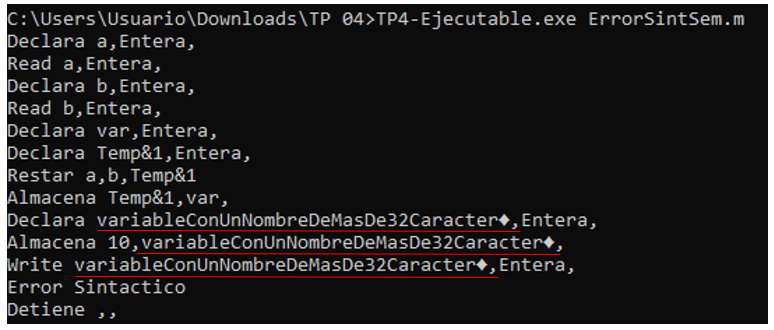 C:\Users\Usuario\Downloads\TP 04>TP4-Ejecutable.exe ErrorSintSem.m
Declara a,Entera,
Read a,Entera,
Declara b,Entera,
Read b,Entera,
Declara var,Entera,
Declara Temp&1,Entera,
Restar a,b,Temp&1
Almacena Temp&1,var,
Declara variableConUnNombreDeMasDe32Caracter♦,Entera,
Almacena 10,variableConUnNombreDeMasDe32Caracter♦,
Write variableConUnNombreDeMasDe32Caracter♦,Entera,
Error Sintactico
Detiene ,,